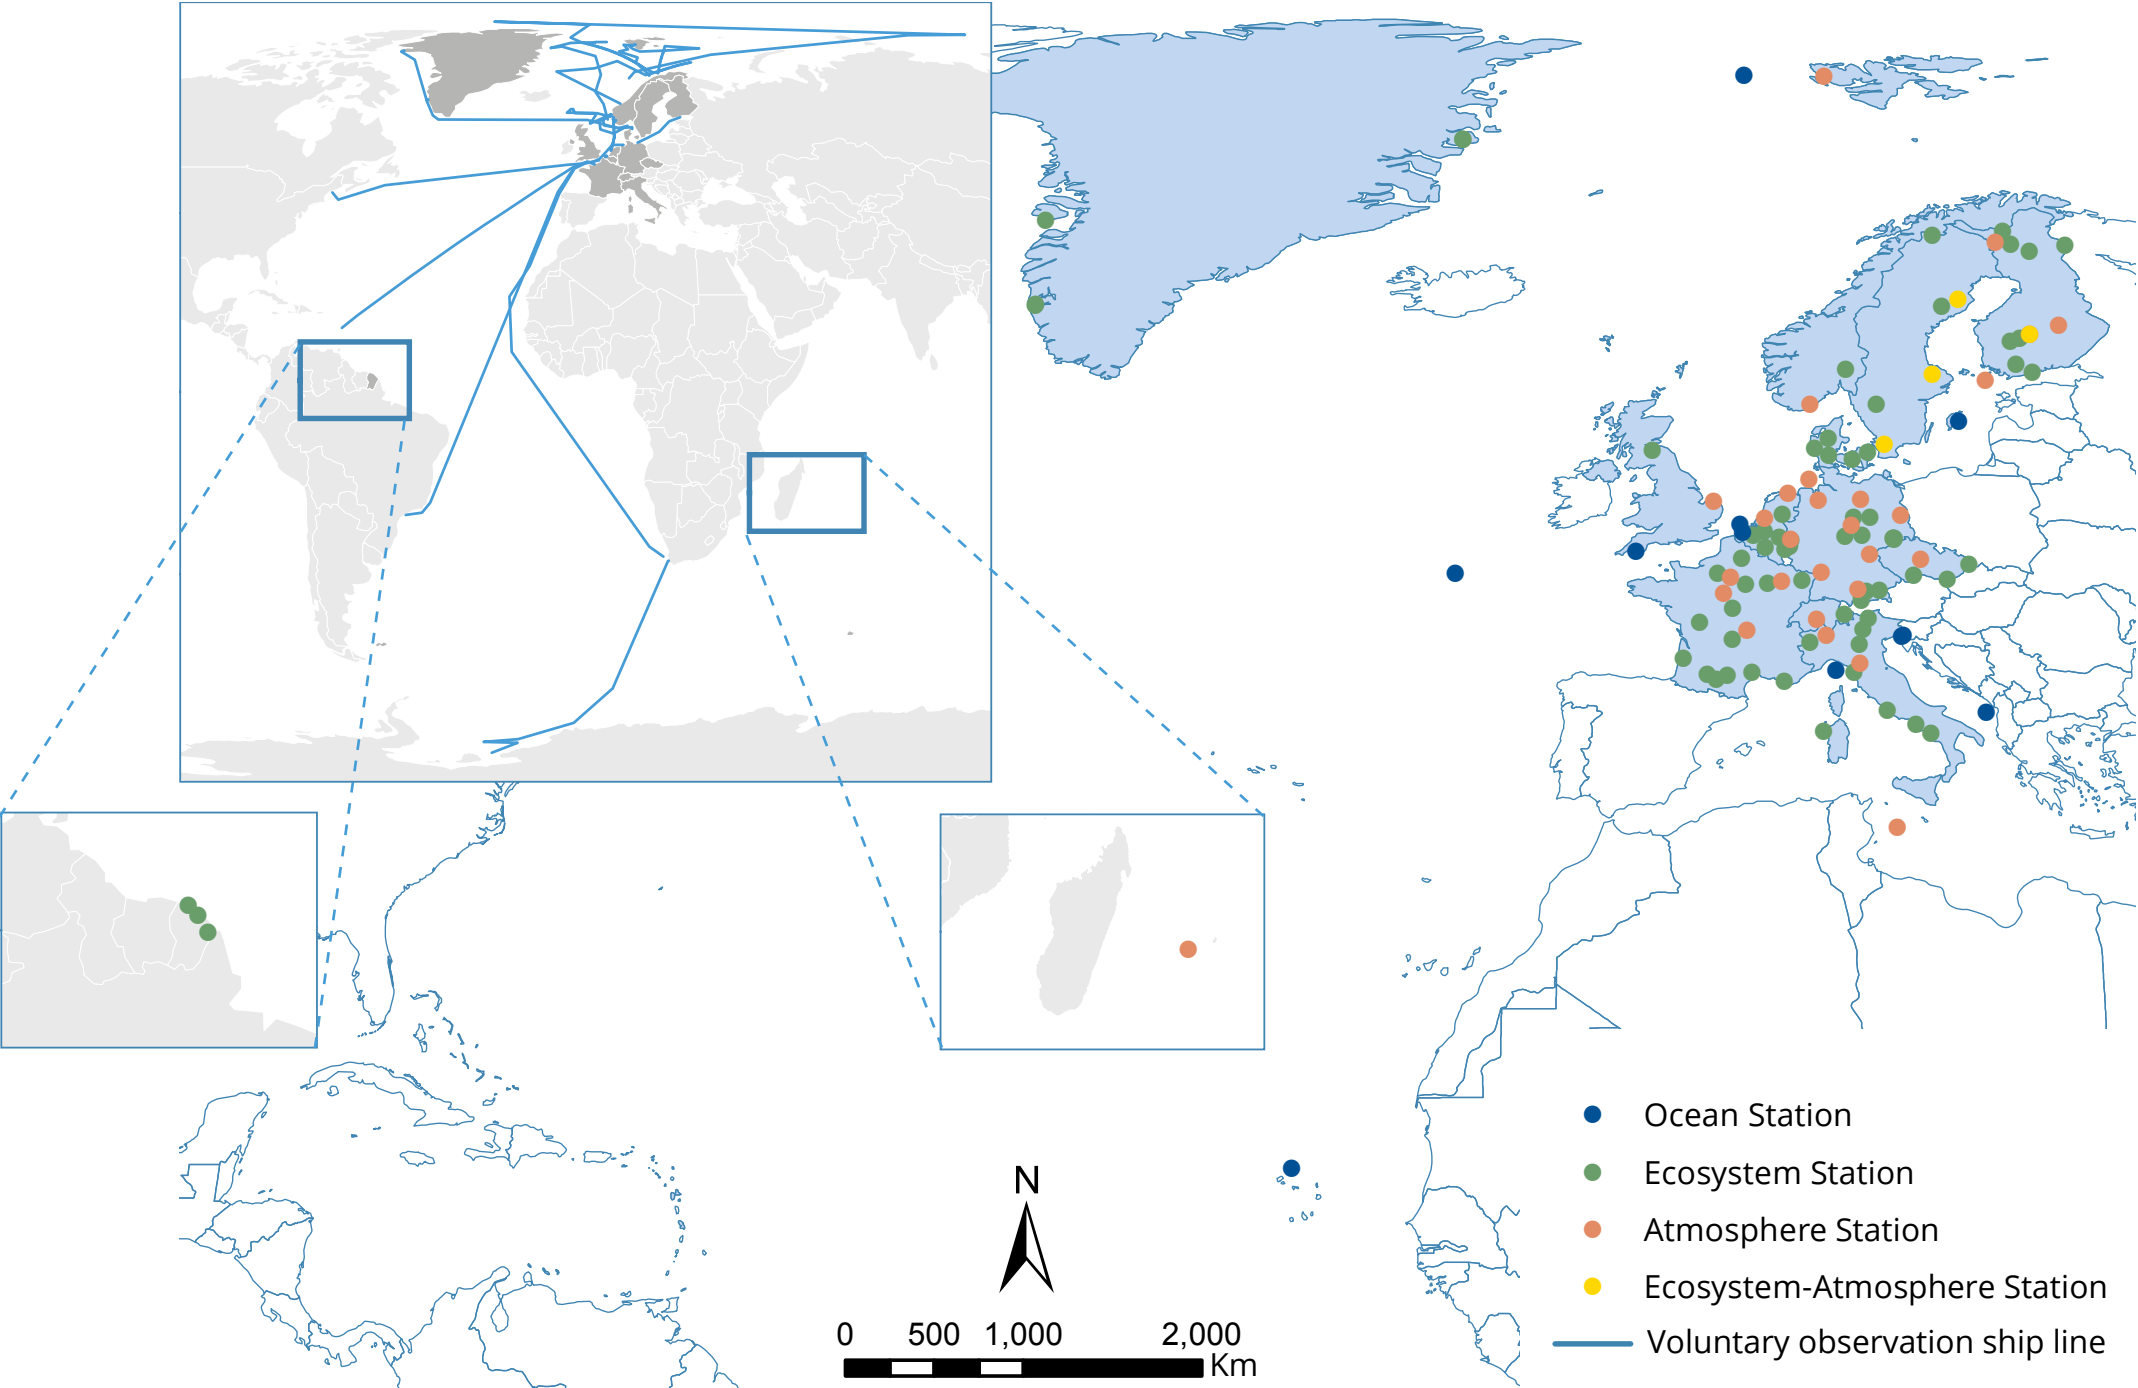 Ocean Station
Ecosystem Station
N
Atmosphere Station
Ecosystem-Atmosphere Station
0 500 1,000 2,000
Voluntary observation ship line
Km